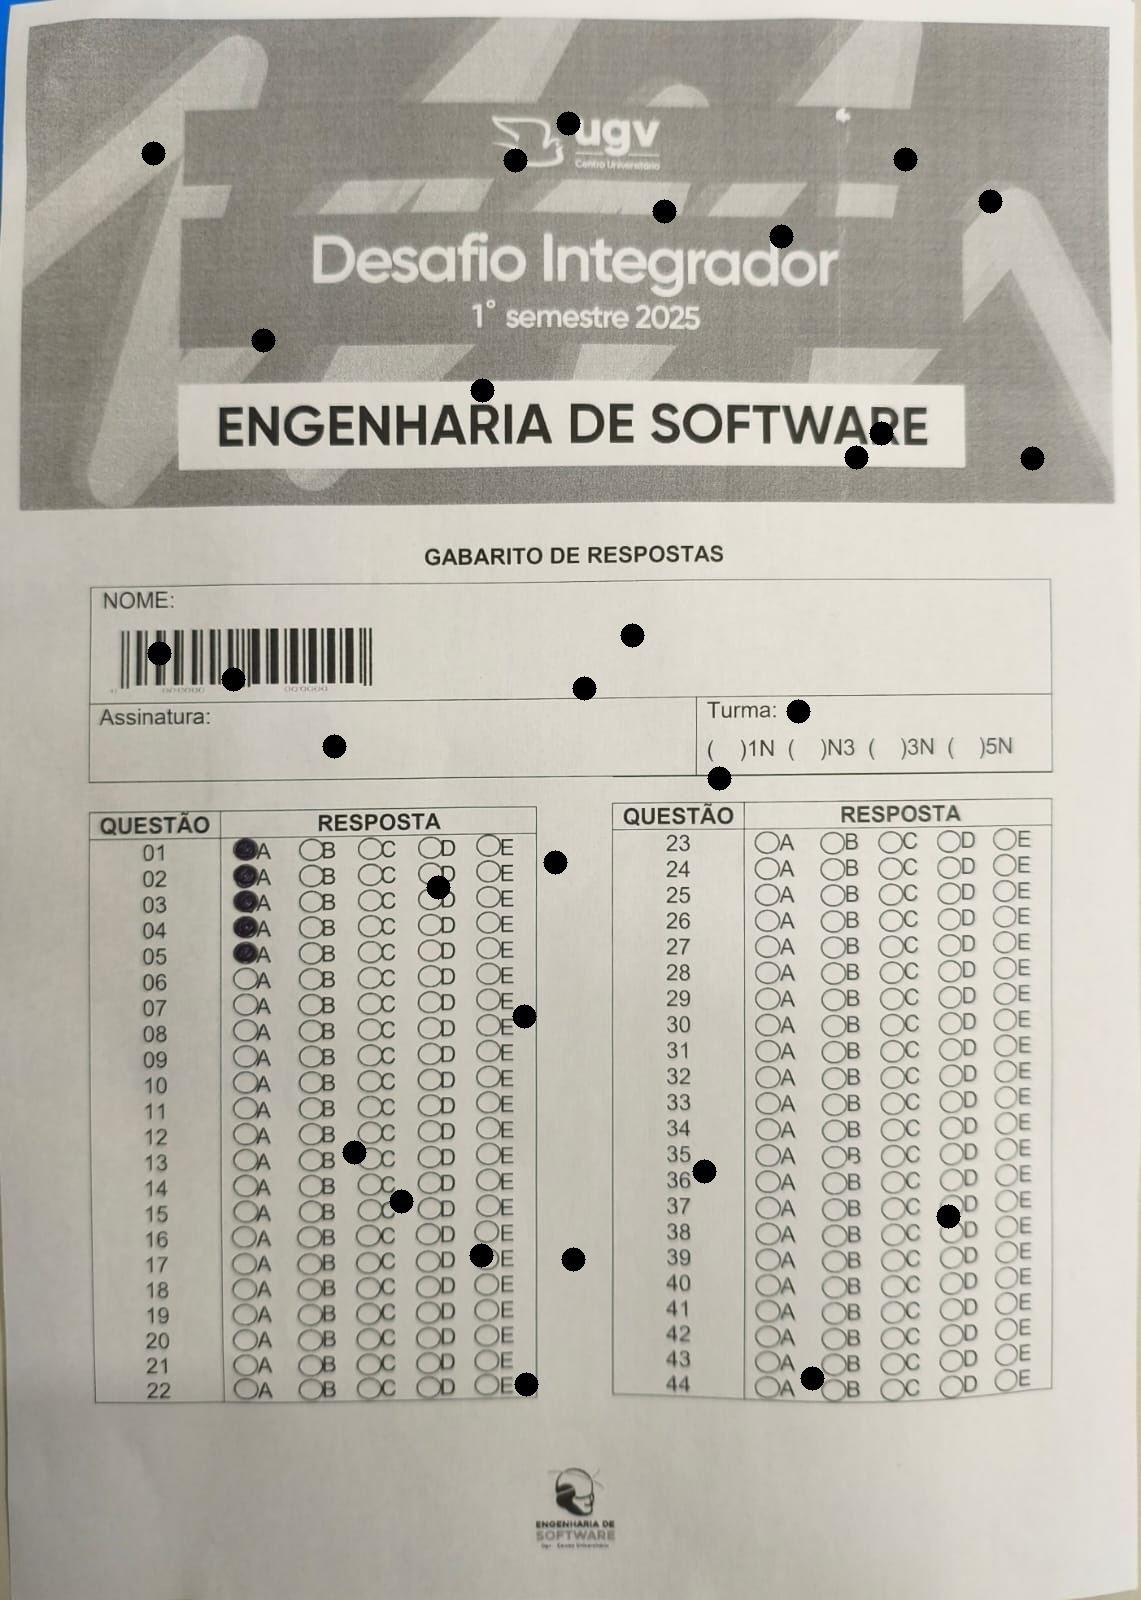 ugv
Centro Universitário
Desafio Integrador
1° semestre 2025
ENGENHARIA DE SOFTWARE
GABARITO DE RESPOSTAS
NOME:
Assinatura:
Turma:
( )1N ( )N3 ( )3N ( )5N
QUESTÃO RESPOSTA
01 A B C D E
02 A B C D E
03 A B C D E
04 A B C D E
05 A B C D E
06 A B C D E
07 A B C D E
08 A B C D E
09 A B C D E
10 A B C D E
11 A B C D E
12 A B C D E
13 A B C D E
14 A B C D E
15 A B C D E
16 A B C D E
17 A B C D E
18 A B C D E
19 A B C D E
20 A B C D E
21 A B C D E
22 A B C D E
QUESTÃO RESPOSTA
23 A B C D E
24 A B C D E
25 A B C D E
26 A B C D E
27 A B C D E
28 A B C D E
29 A B C D E
30 A B C D E
31 A B C D E
32 A B C D E
33 A B C D E
34 A B C D E
35 A B C D E
36 A B C D E
37 A B C D E
38 A B C D E
39 A B C D E
40 A B C D E
41 A B C D E
42 A B C D E
43 A B C D E
44 A B C D E
ENGENHARIA DE
SOFTWARE